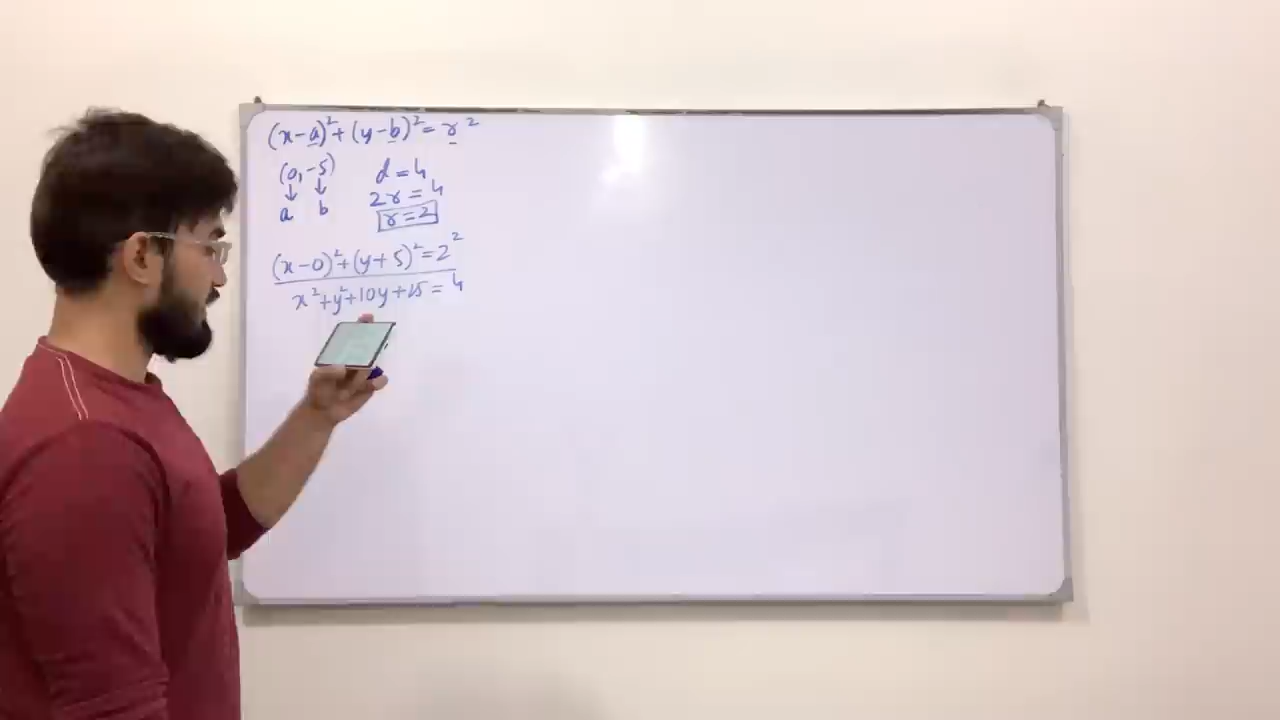 (x-a)²+(y-b)²= r²
(0,-5) d=4
↓ ↓ 2r=4
a b r=2
(x-0)²+(y+5)²=2²
x²+y²+10y+25=4